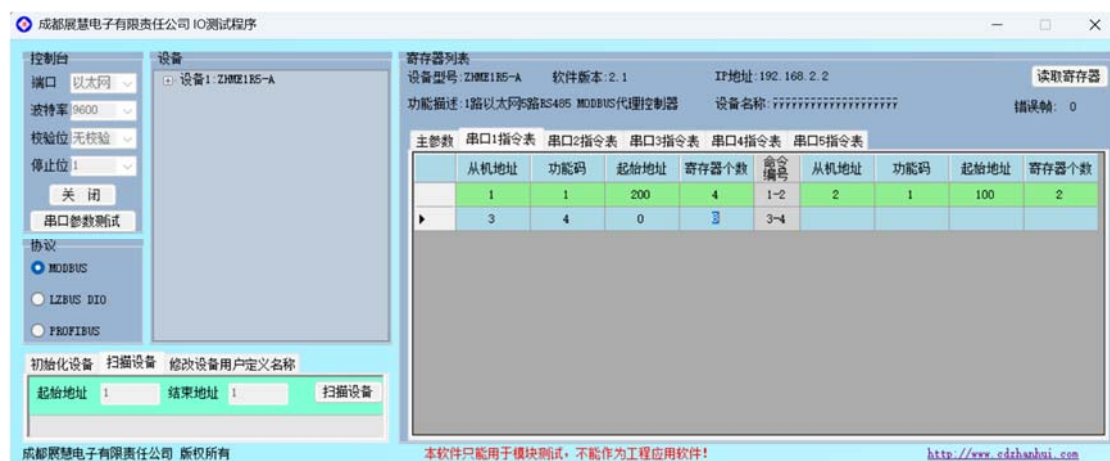 成都展慧电子有限责任公司 IO测试程序
控制台
端口 以太网
波特率 9600
校验位 无校验
停止位 1
关 闭
串口参数测试
协议
MODBUS
LZBUS DIO
PROFIBUS
设备
设备1:ZHME1R5-A
初始化设备 扫描设备 修改设备用户定义名称
起始地址 1 结束地址 1 扫描设备
寄存器列表
设备型号:ZHME1R5-A 软件版本:2.1 IP地址:192.168.2.2 读取寄存器
功能描述:1路以太网5路RS485 MODBUS代理控制器 设备名称: 错误帧: 0
主参数 串口1指令表 串口2指令表 串口3指令表 串口4指令表 串口5指令表
从机地址 功能码 起始地址 寄存器个数 命令编号 从机地址 功能码 起始地址 寄存器个数
1 1 200 4 1-2 2 1 100 2
3 4 0 3-4
成都展慧电子有限责任公司 版权所有
本软件只能用于模块测试,不能作为工程应用软件!
http://www.cdzhanhui.com